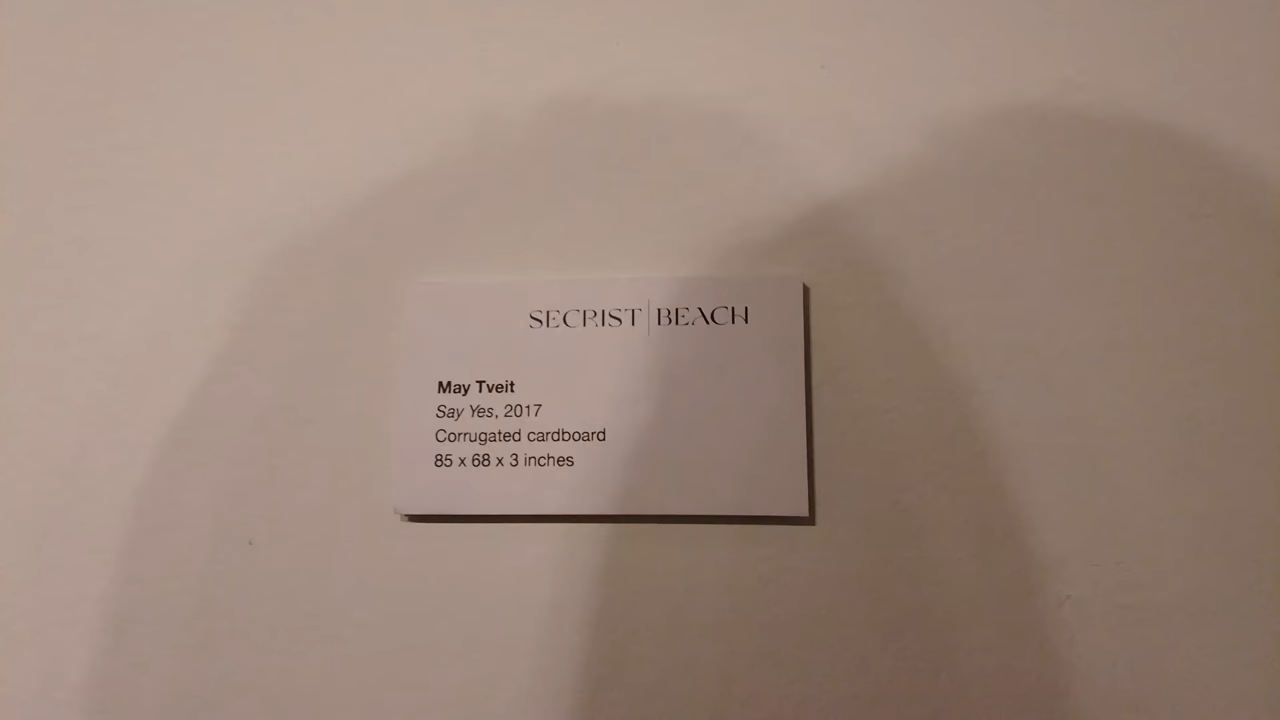 SECRIST | BEACH
May Tveit
Say Yes, 2017
Corrugated cardboard
85 x 68 x 3 inches